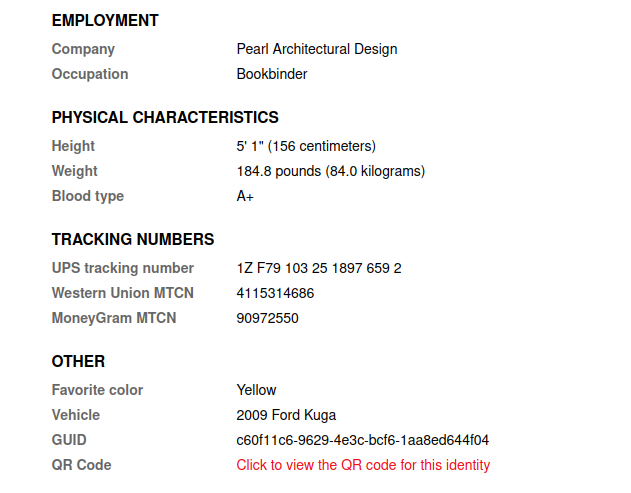 EMPLOYMENT
Company Pearl Architectural Design
Occupation Bookbinder
PHYSICAL CHARACTERISTICS
Height 5' 1" (156 centimeters)
Weight 184.8 pounds (84.0 kilograms)
Blood type A+
TRACKING NUMBERS
UPS tracking number 1Z F79 103 25 1897 659 2
Western Union MTCN 4115314686
MoneyGram MTCN 90972550
OTHER
Favorite color Yellow
Vehicle 2009 Ford Kuga
GUID c60f11c6-9629-4e3c-bcf6-1aa8ed644f04
QR Code Click to view the QR code for this identity